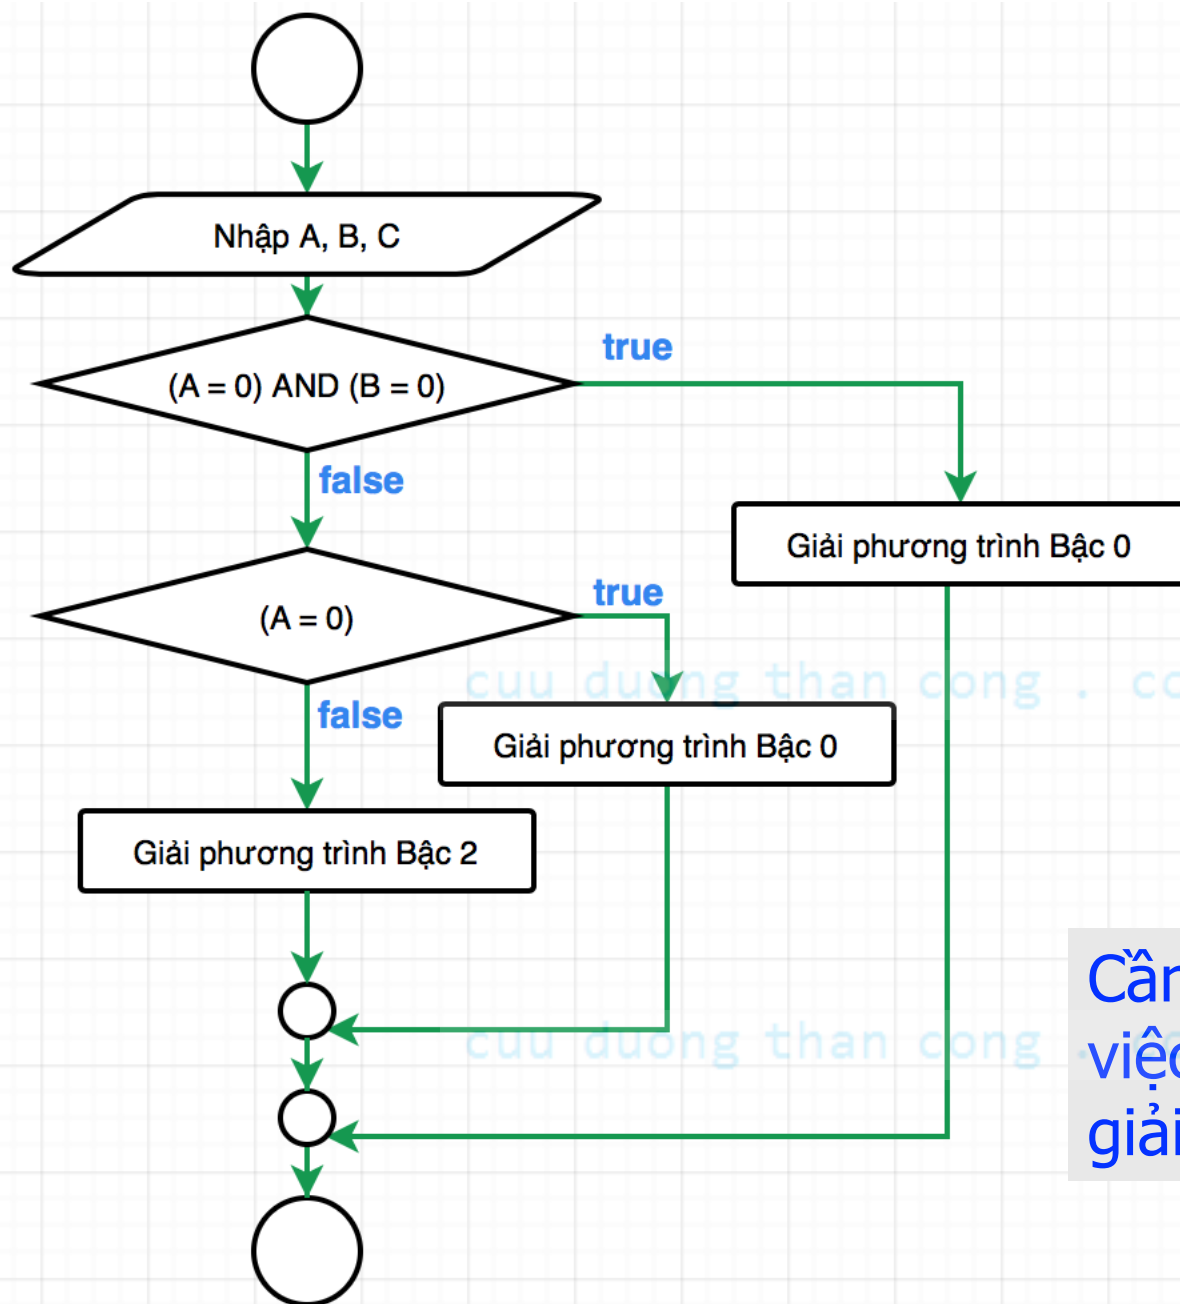 Nhập A, B, C
(A = 0) AND (B = 0)
true
false
Giải phương trình Bậc 0
(A = 0)
true
false
cuu duong than cong .
Giải phương trình Bậc 0
Giải phương trình Bậc 2
cuu duong than cong .
giải